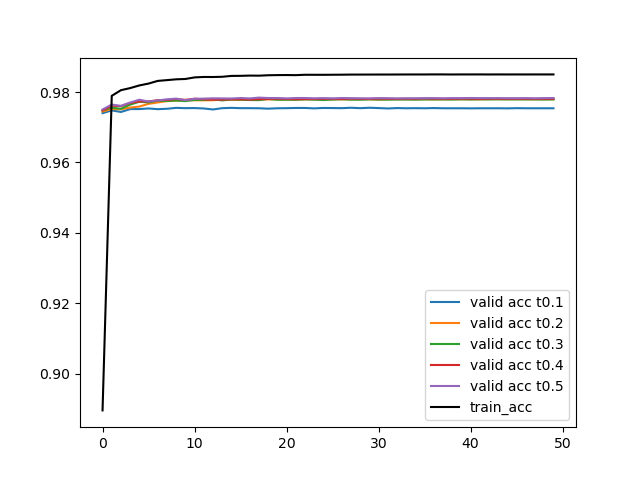 0.98
0.96
0.94
0.92
0.90
0
10
20
30
40
50
valid acc t0.1
valid acc t0.2
valid acc t0.3
valid acc t0.4
valid acc t0.5
train_acc